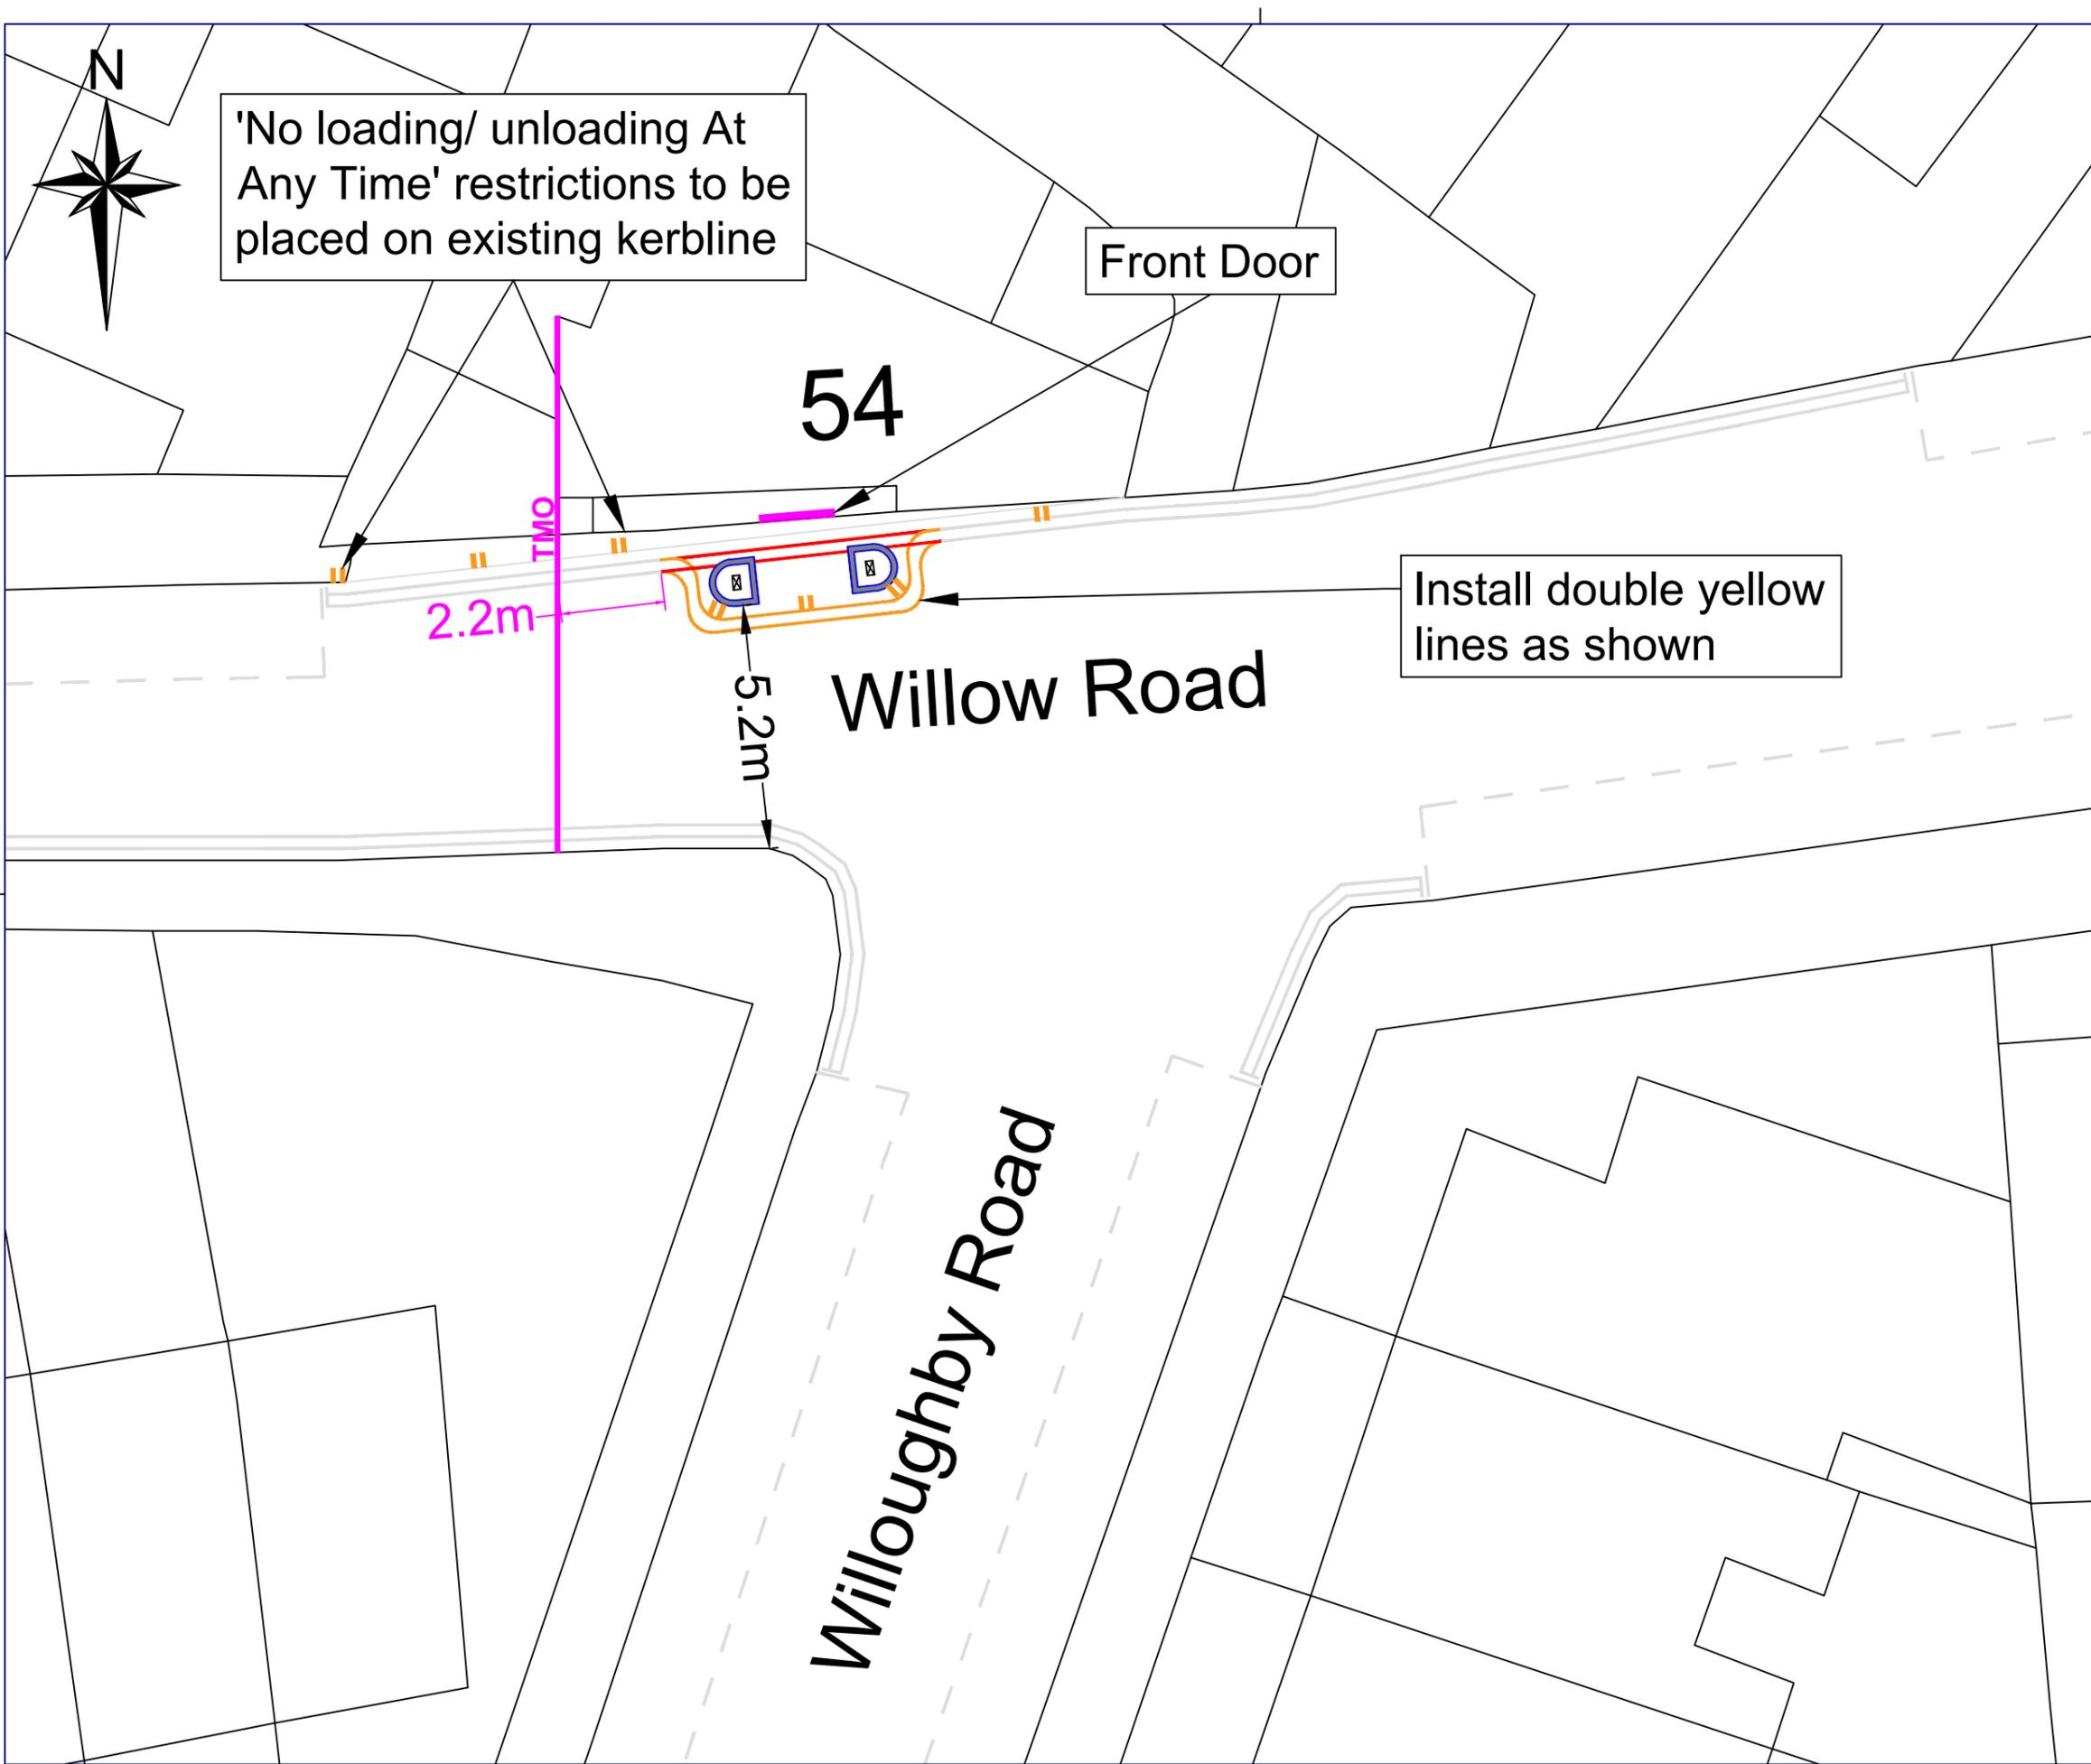 N
'No loading/ unloading At
Any Time' restrictions to be
placed on existing kerbline
Front Door
54
TMO
2.2m
Install double yellow
lines as shown
5.2m
Willow Road
Willoughby Road